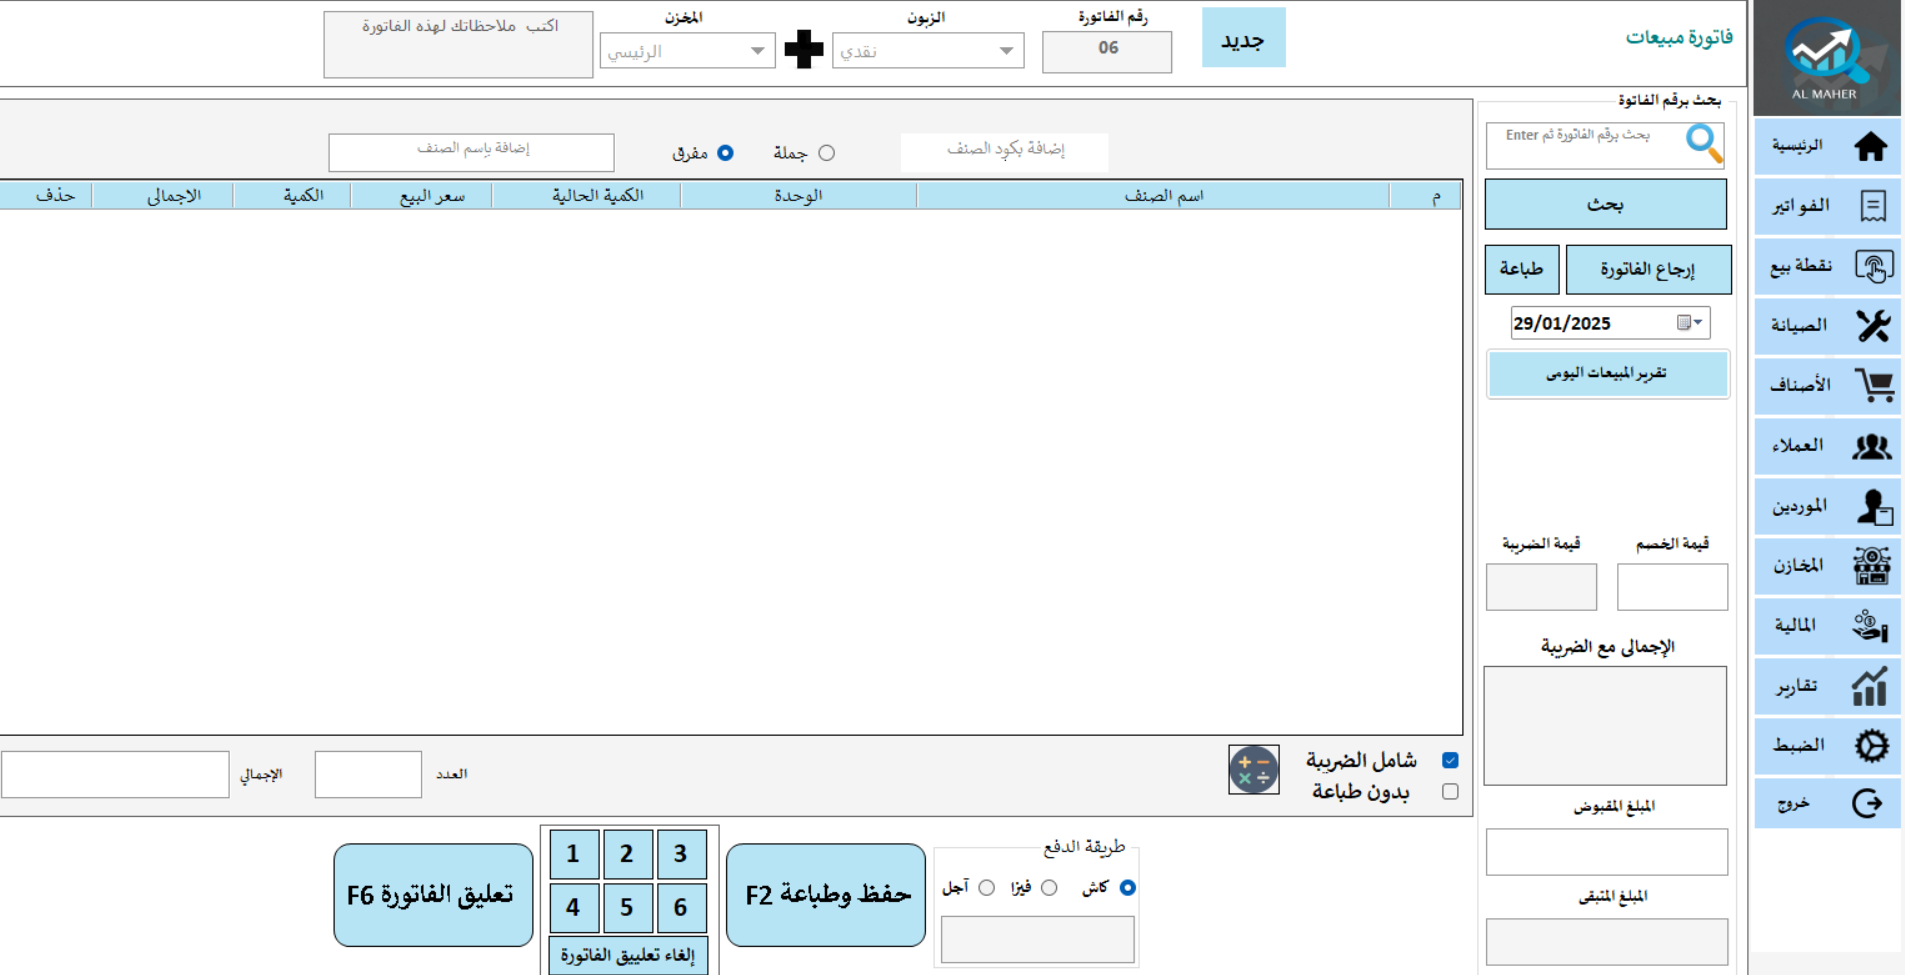 AL MAHER
الرئيسية
الفواتير
نقطة بيع
الصيانة
الأصناف
العملاء
الموردين
المخازن
المالية
تقارير
الضبط
خروج
فاتورة مبيعات
جديد
رقم الفاتورة
06
الزبون
نقدي
المخزن
الرئيسي
اكتب ملاحظاتك لهذه الفاتورة
بحث برقم الفاتوة
بحث برقم الفاتورة ثم Enter
بحث
إرجاع الفاتورة
طباعة
29/01/2025
تقرير المبيعات اليومى
قيمة الخصم
قيمة الضريبة
الإجمالى مع الضريبة
المبلغ المقبوض
المبلغ المتبقى
إضافة بكود الصنف
جملة
مفرق
إضافة بإسم الصنف
م
اسم الصنف
الوحدة
الكمية الحالية
سعر البيع
الكمية
الاجمالى
حذف
شامل الضريبة
بدون طباعة
العدد
الإجمالي
طريقة الدفع
كاش
فيزا
آجل
حفظ وطباعة F2
1 2 3
4 5 6
إلغاء تعلييق الفاتورة
تعليق الفاتورة F6